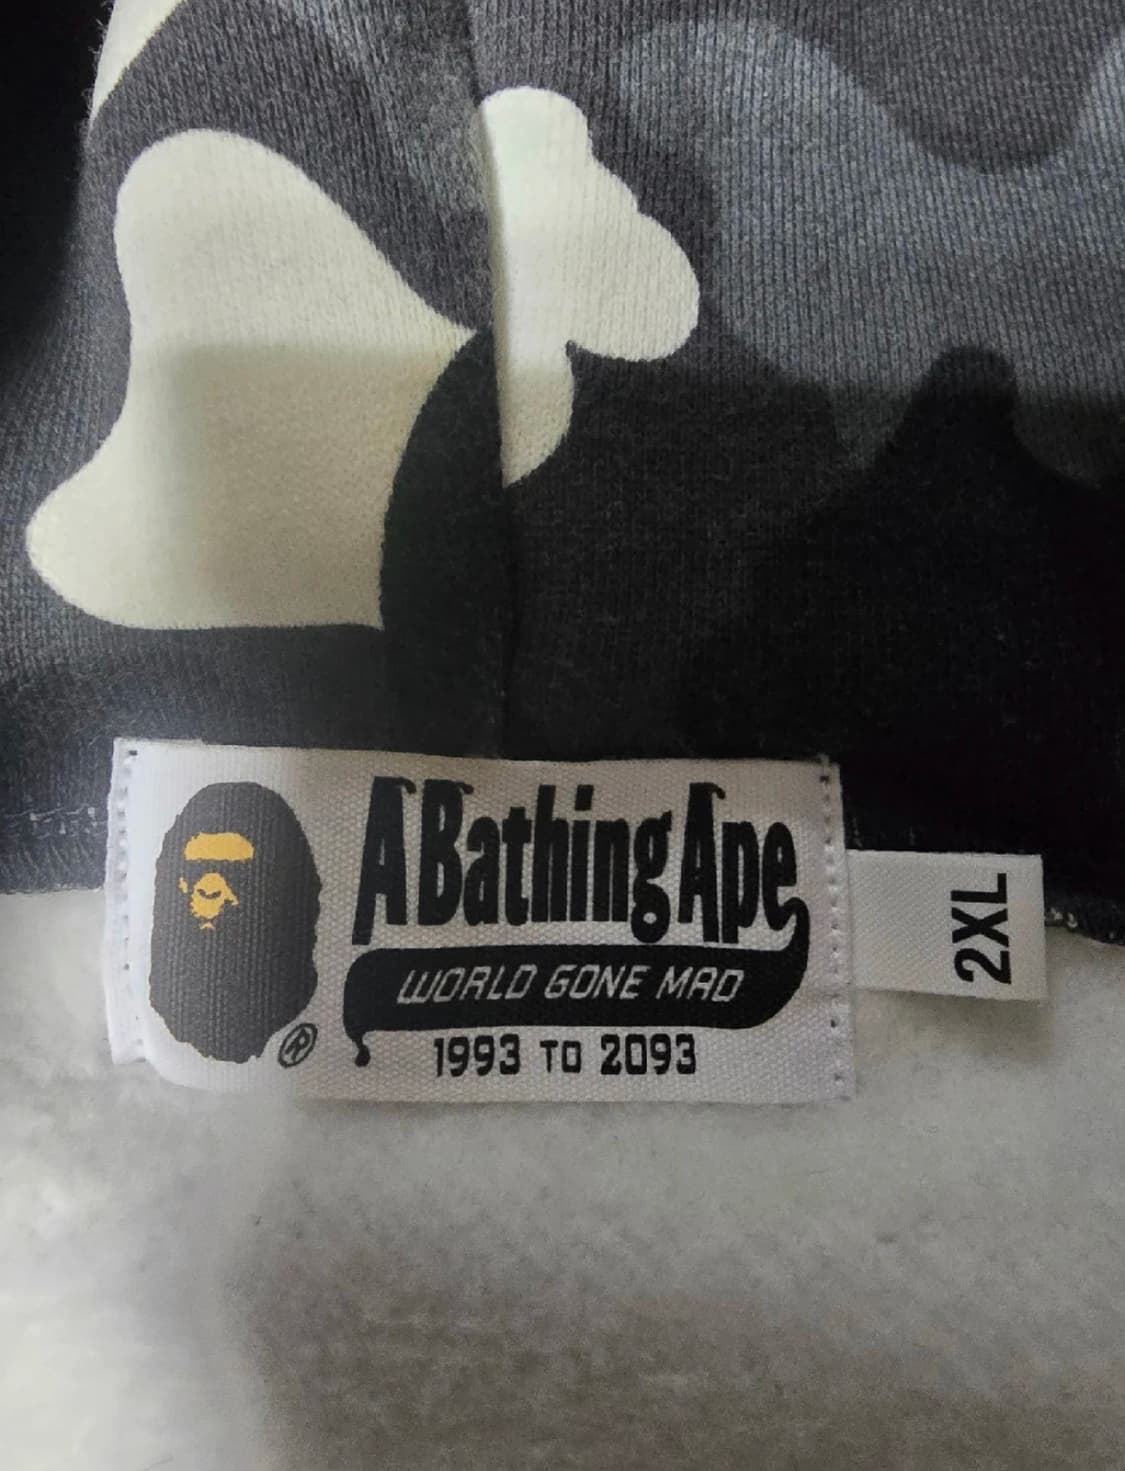 A Bathing Ape
WORLD GONE MAD
1993 TO 2093
®
2XL